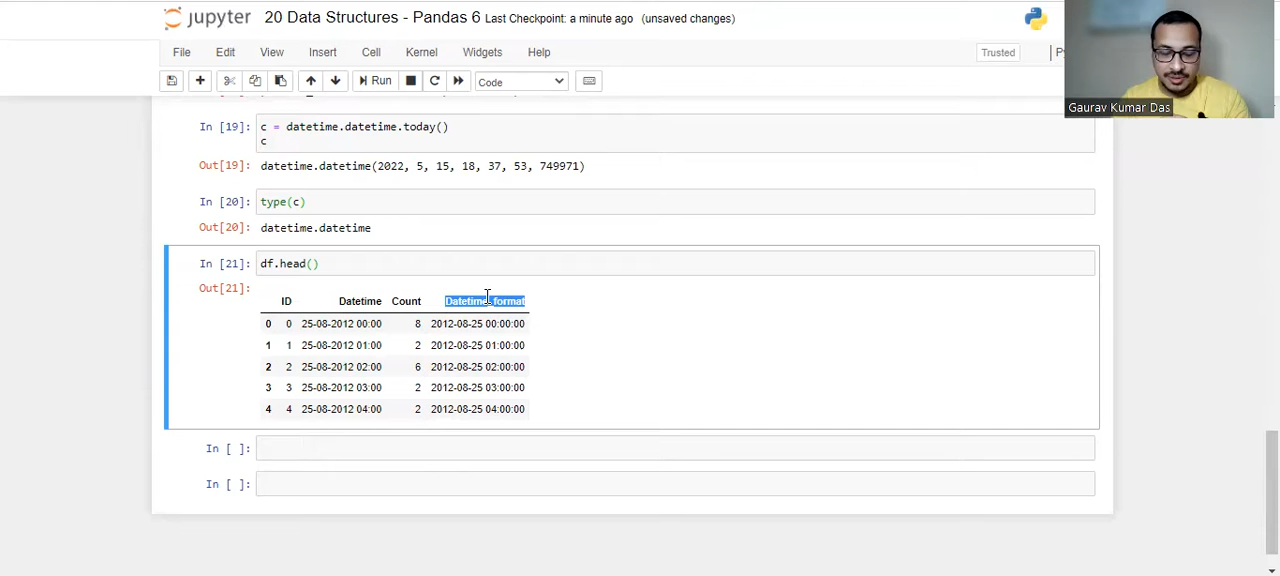 jupyter 20 Data Structures - Pandas 6 Last Checkpoint: a minute ago (unsaved changes)
File Edit View Insert Cell Kernel Widgets Help Trusted
Run Code
Gaurav Kumar Das
In [19]: c = datetime.datetime.today()
c
Out[19]: datetime.datetime(2022, 5, 15, 18, 37, 53, 749971)
In [20]: type(c)
Out[20]: datetime.datetime
In [21]: df.head()
Out[21]:
ID Datetime Count Datetime_format
0 0 25-08-2012 00:00 8 2012-08-25 00:00:00
1 1 25-08-2012 01:00 2 2012-08-25 01:00:00
2 2 25-08-2012 02:00 6 2012-08-25 02:00:00
3 3 25-08-2012 03:00 2 2012-08-25 03:00:00
4 4 25-08-2012 04:00 2 2012-08-25 04:00:00
In [ ]:
In [ ]: